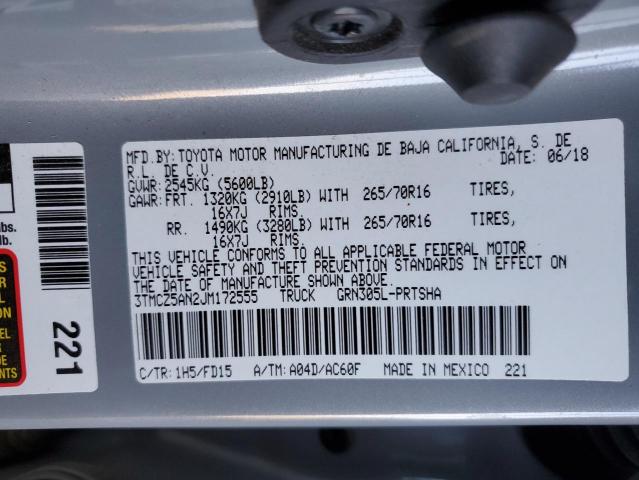 MFD.BY: TOYOTA MOTOR MANUFACTURING DE BAJA CALIFORNIA, S. DE
R.L. DE C.V. DATE: 06/18
GVWR: 2545KG (5600LB)
GAWR: FRT. 1320KG (2910LB) WITH 265/70R16 TIRES,
16X7J RIMS.
RR. 1490KG (3280LB) WITH 265/70R16 TIRES,
16X7J RIMS.
THIS VEHICLE CONFORMS TO ALL APPLICABLE FEDERAL MOTOR
VEHICLE SAFETY AND THEFT PREVENTION STANDARDS IN EFFECT ON
THE DATE OF MANUFACTURE SHOWN ABOVE.
3TMCZ5AN2JM172555 TRUCK GRN305L-PRTSHA
C/TR: 1H5/FD15 A/TM: A04D/AC60F MADE IN MEXICO 221
221
lb.